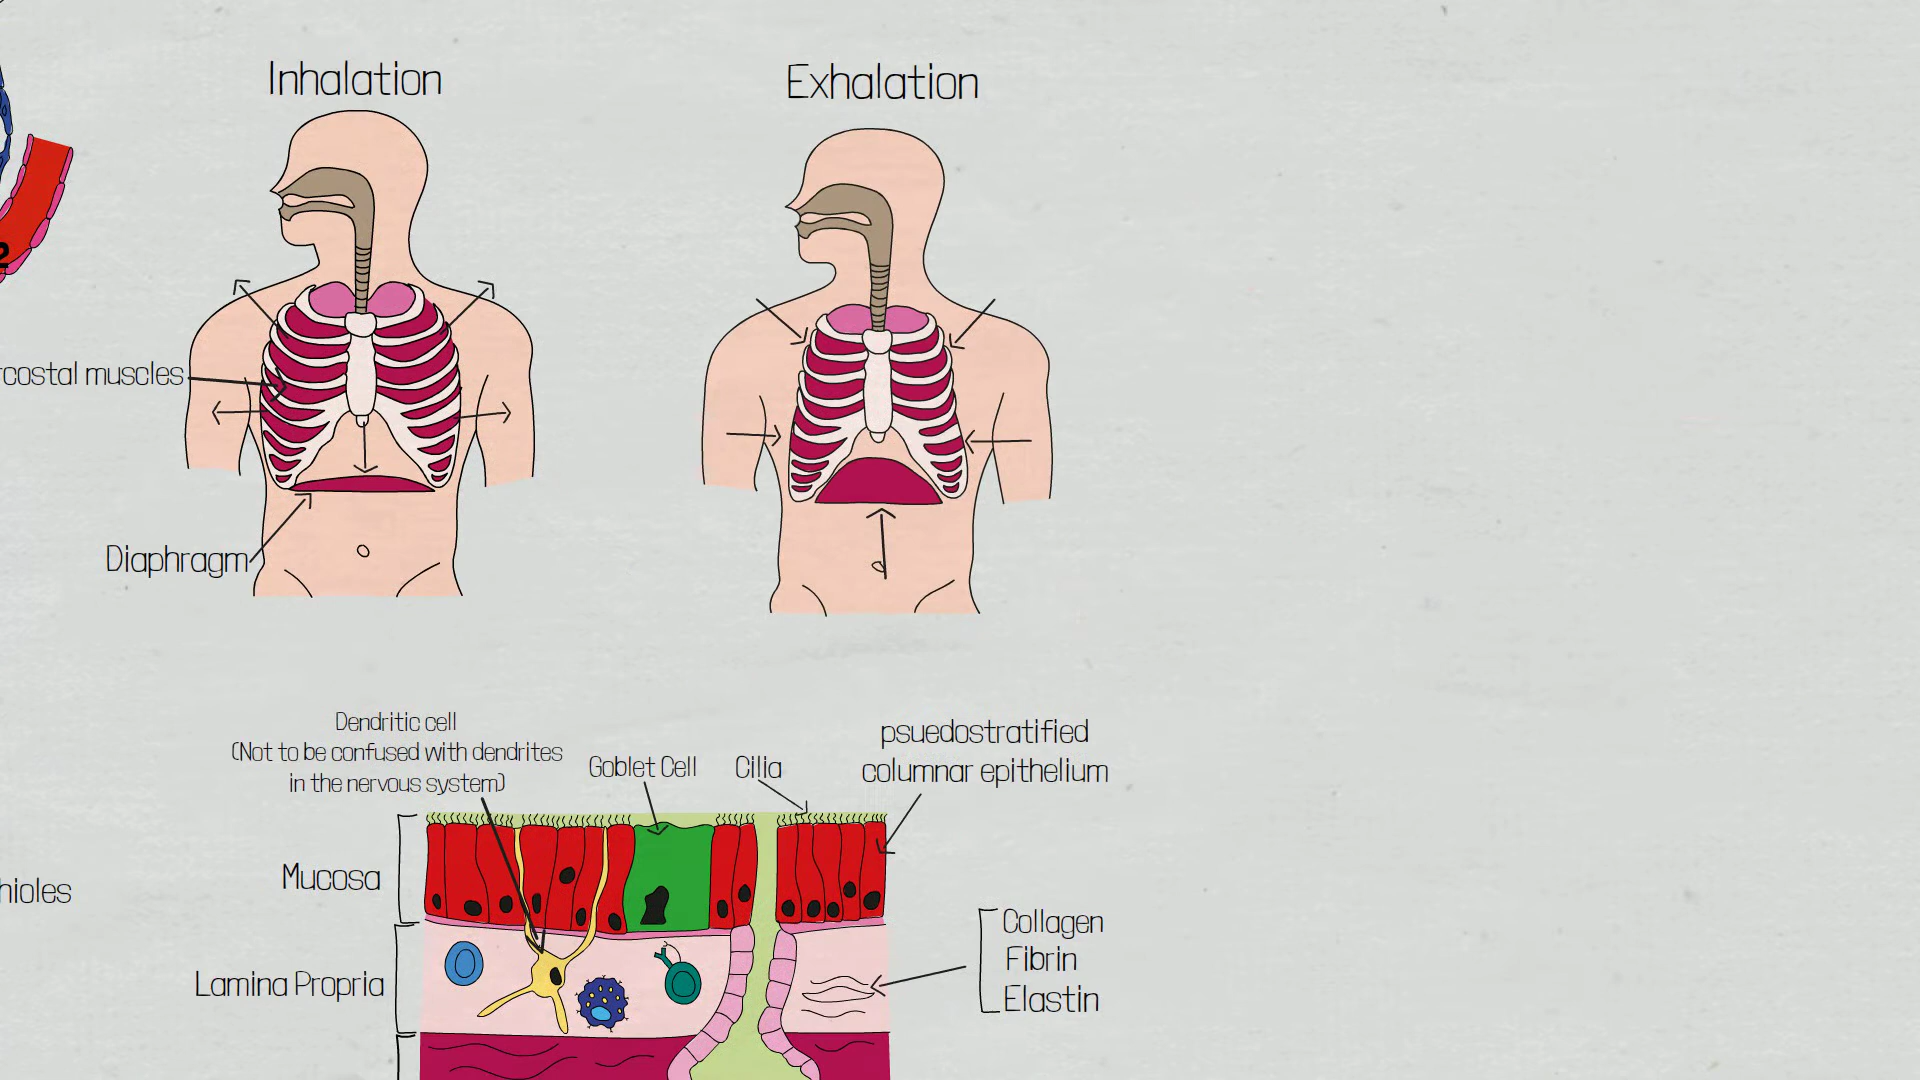 Inhalation
Exhalation
2
rcostal muscles
Diaphragm
Dendritic cell
(Not to be confused with dendrites
in the nervous system)
Goblet Cell
Cilia
psuedostratified
columnar epithelium
Mucosa
hioles
Lamina Propria
Collagen
Fibrin
Elastin